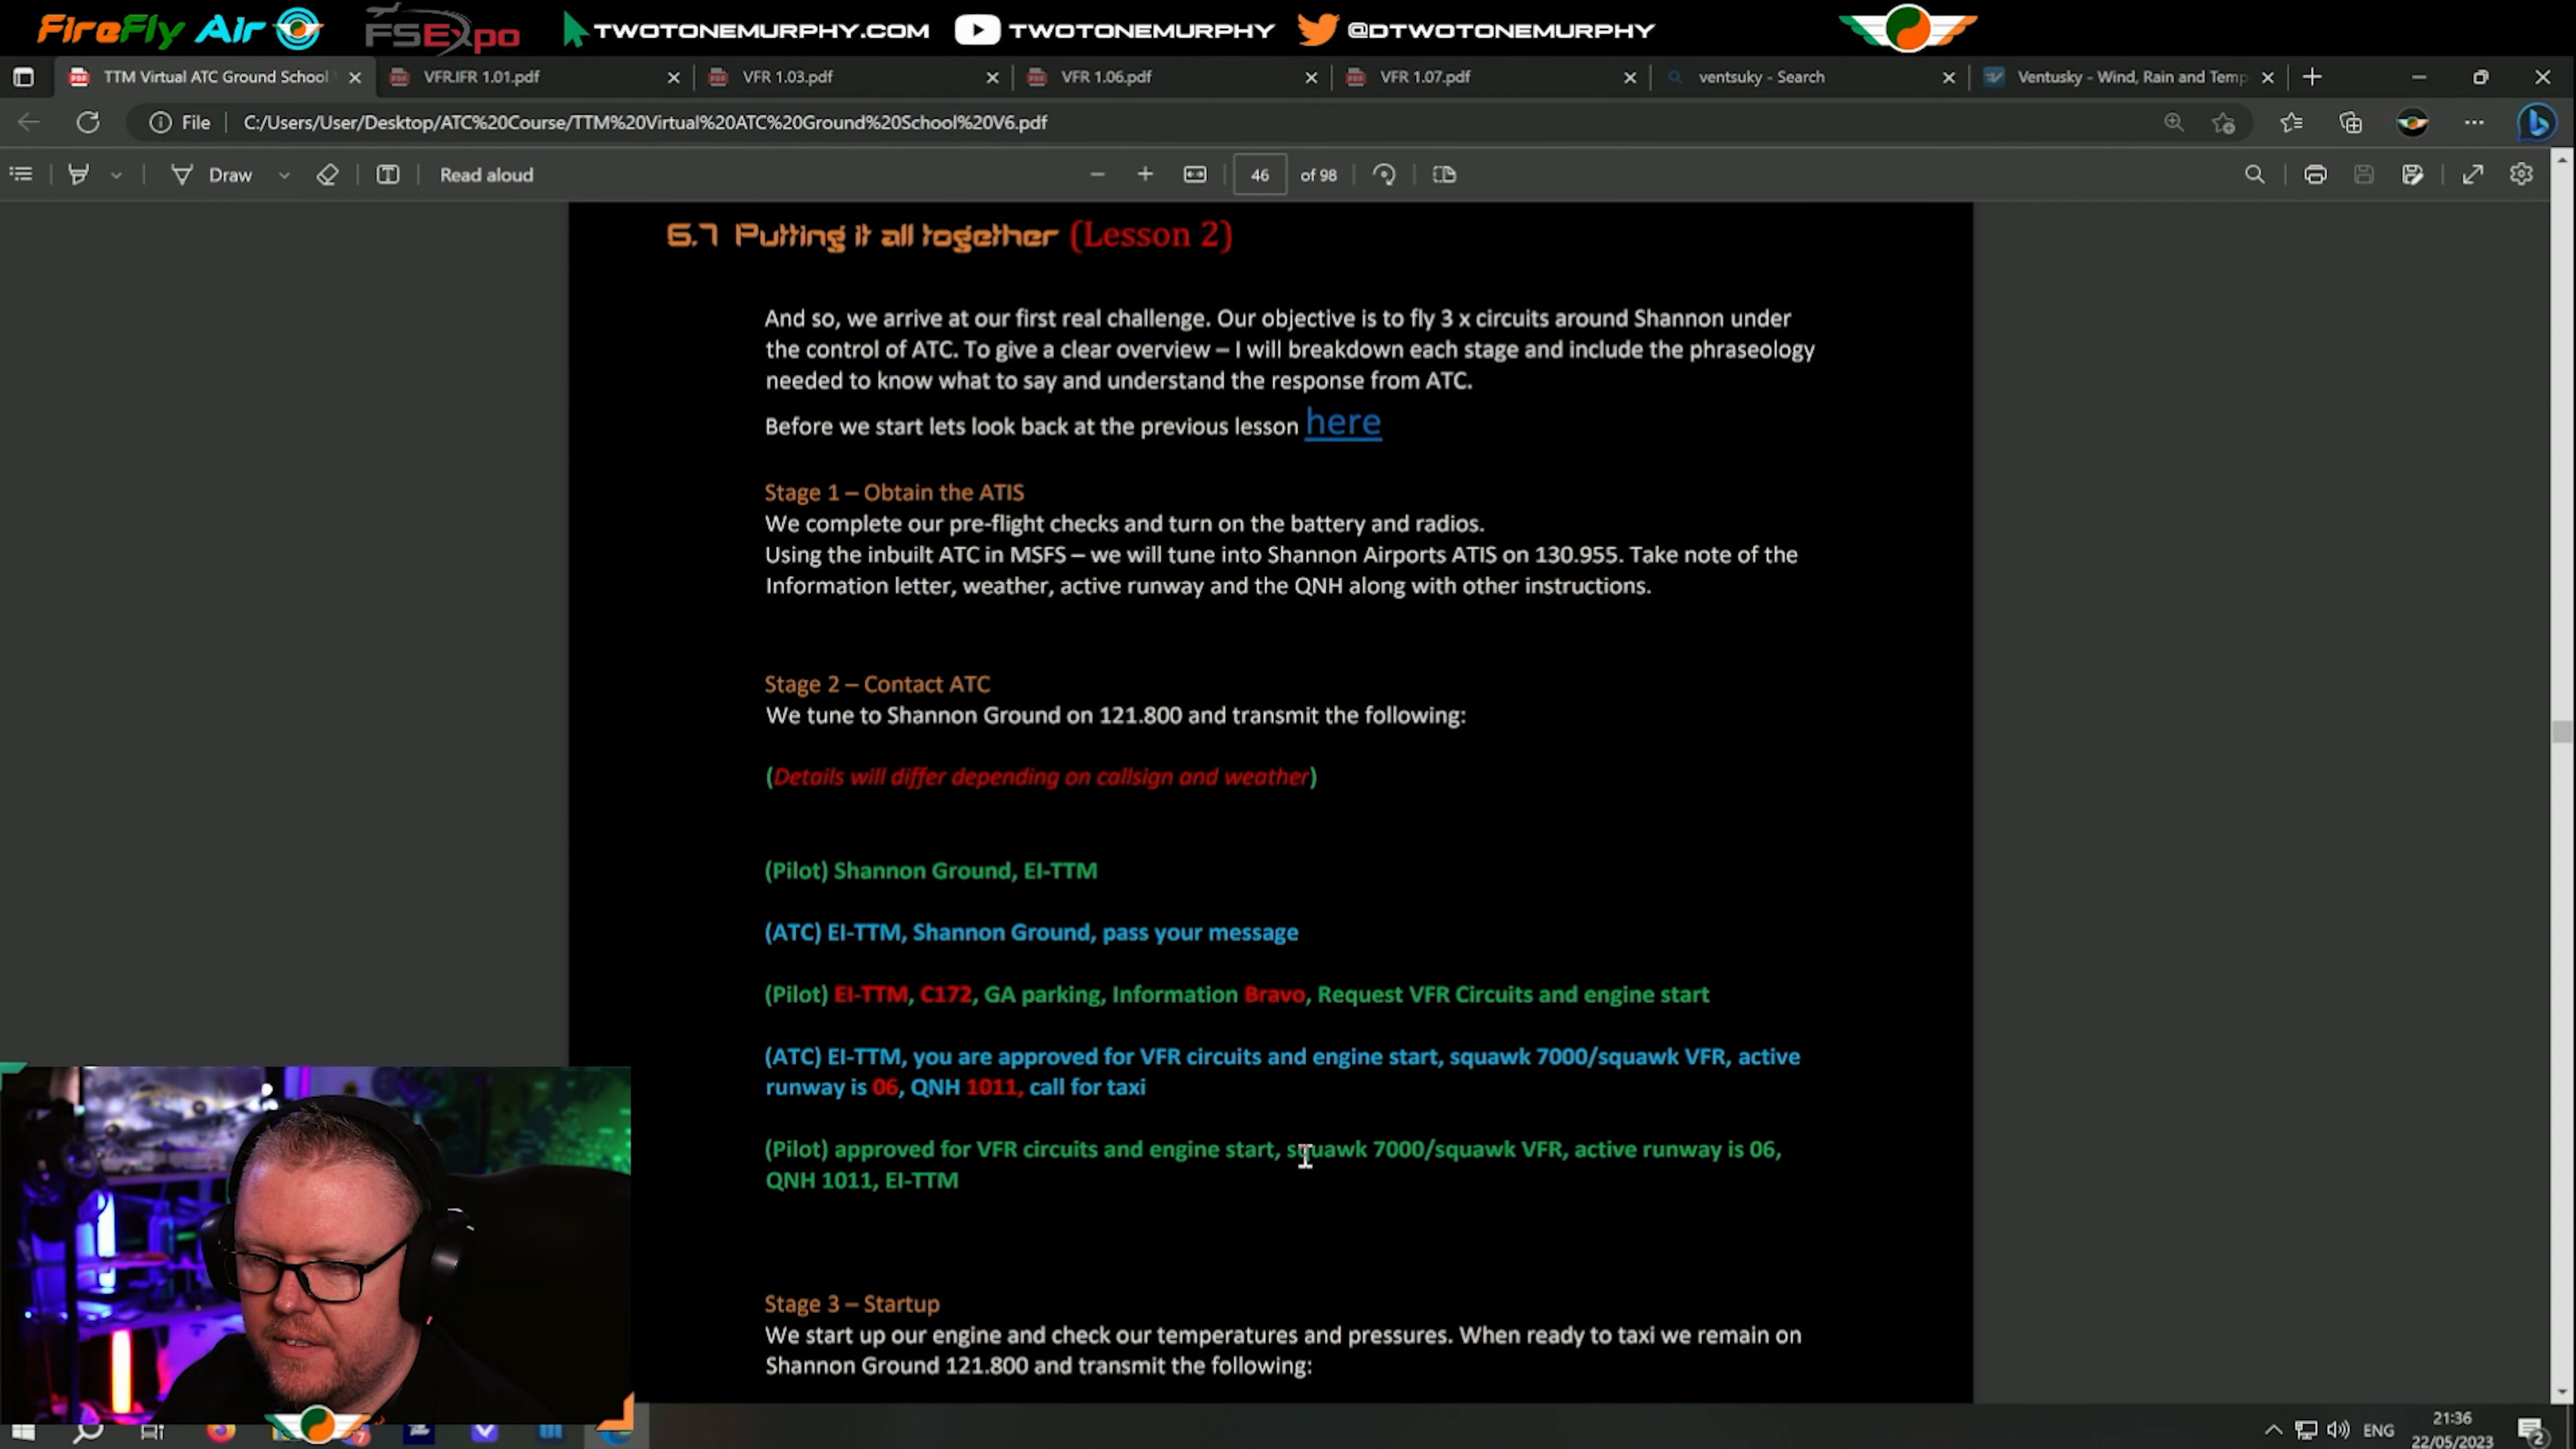 FireFly Air FSExpo TWOTONEMURPHY.COM TWOTONEMURPHY @DTWOTONEMURPHY
TTM Virtual ATC Ground School VFR.IFR 1.01.pdf VFR 1.03.pdf VFR 1.06.pdf VFR 1.07.pdf ventsuky - Search Ventusky - Wind, Rain and Temp
File C:/Users/User/Desktop/ATC%20Course/TTM%20Virtual%20ATC%20Ground%20School%20V6.pdf
Draw Read aloud 46 of 98
6.7 Putting it all together (Lesson 2)
And so, we arrive at our first real challenge. Our objective is to fly 3 x circuits around Shannon under
the control of ATC. To give a clear overview – I will breakdown each stage and include the phraseology
needed to know what to say and understand the response from ATC.
Before we start lets look back at the previous lesson here
Stage 1 – Obtain the ATIS
We complete our pre-flight checks and turn on the battery and radios.
Using the inbuilt ATC in MSFS – we will tune into Shannon Airports ATIS on 130.955. Take note of the
Information letter, weather, active runway and the QNH along with other instructions.
Stage 2 – Contact ATC
We tune to Shannon Ground on 121.800 and transmit the following:
(Details will differ depending on callsign and weather)
(Pilot) Shannon Ground, EI-TTM
(ATC) EI-TTM, Shannon Ground, pass your message
(Pilot) EI-TTM, C172, GA parking, Information Bravo, Request VFR Circuits and engine start
(ATC) EI-TTM, you are approved for VFR circuits and engine start, squawk 7000/squawk VFR, active
runway is 06, QNH 1011, call for taxi
(Pilot) approved for VFR circuits and engine start, squawk 7000/squawk VFR, active runway is 06,
QNH 1011, EI-TTM
Stage 3 – Startup
We start up our engine and check our temperatures and pressures. When ready to taxi we remain on
Shannon Ground 121.800 and transmit the following:
7 ENG 21:36 2
22/05/2023